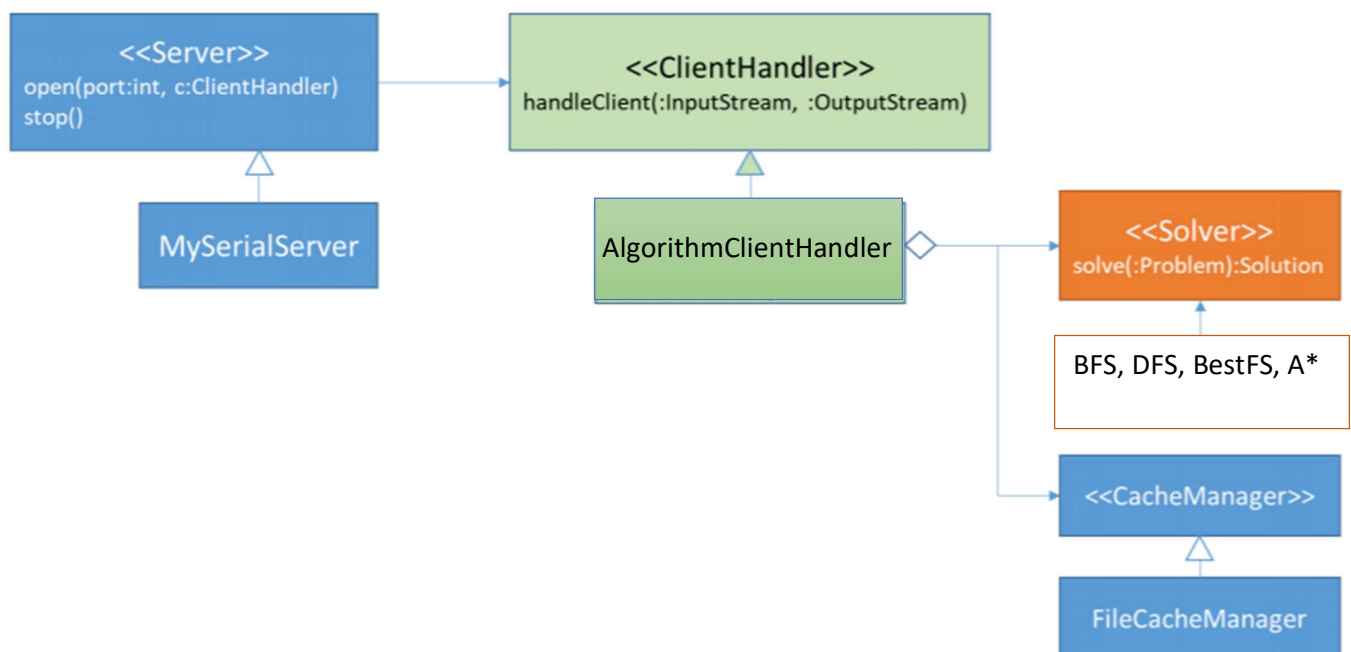 <<Server>>
open(port:int, c:ClientHandler)
stop()
<<ClientHandler>>
handleClient(:InputStream, :OutputStream)
MySerialServer
AlgorithmClientHandler
<<Solver>>
solve(:Problem):Solution
BFS, DFS, BestFS, A*
<<CacheManager>>
FileCacheManager